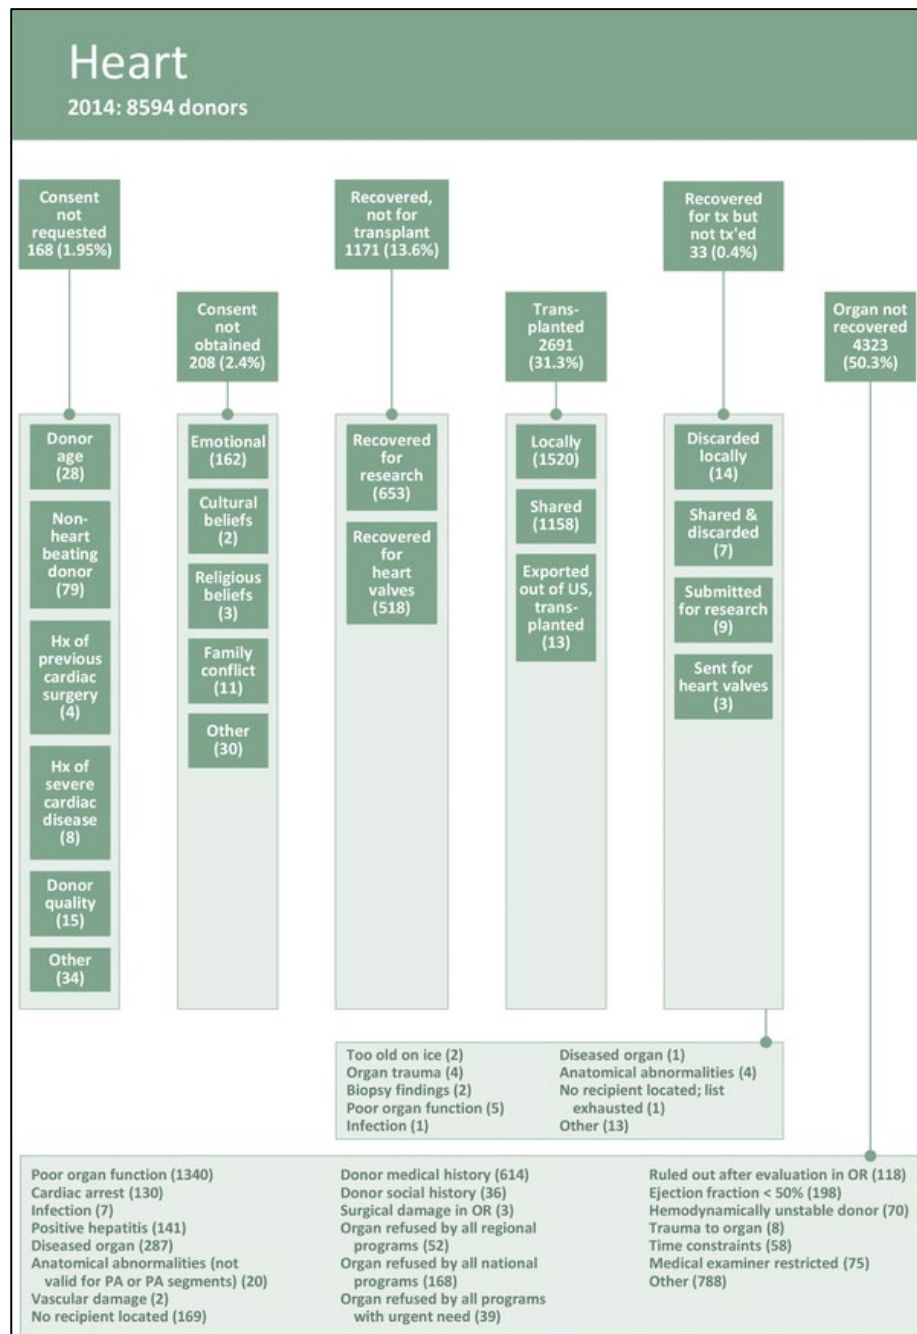 Heart
2014: 8594 donors
Consent
not
requested
168 (1.95%)
Recovered,
not for
transplant
1171 (13.6%)
Recovered
for tx but
not tx'ed
33 (0.4%)
Consent
not
obtained
208 (2.4%)
Trans-
planted
2691
(31.3%)
Organ not
recovered
4323
(50.3%)
Donor
age
(28)
Non-
heart
beating
donor
(79)
Hx of
previous
cardiac
surgery
(4)
Hx of
severe
cardiac
disease
(8)
Donor
quality
(15)
Other
(34)
Emotional
(162)
Cultural
beliefs
(2)
Religious
beliefs
(3)
Family
conflict
(11)
Other
(30)
Recovered
for
research
(653)
Recovered
for
heart
valves
(518)
Locally
(1520)
Shared
(1158)
Exported
out of US,
trans-
planted
(13)
Discarded
locally
(14)
Shared &
discarded
(7)
Submitted
for research
(9)
Sent for
heart valves
(3)
Too old on ice (2)
Organ trauma (4)
Biopsy findings (2)
Poor organ function (5)
Infection (1)
Diseased organ (1)
Anatomical abnormalities (4)
No recipient located; list
exhausted (1)
Other (13)
Poor organ function (1340)
Cardiac arrest (130)
Infection (7)
Positive hepatitis (141)
Diseased organ (287)
Anatomical abnormalities (not
valid for PA or PA segments) (20)
Vascular damage (2)
No recipient located (169)
Donor medical history (614)
Donor social history (36)
Surgical damage in OR (3)
Organ refused by all regional
programs (52)
Organ refused by all national
programs (168)
Organ refused by all programs
with urgent need (39)
Ruled out after evaluation in OR (118)
Ejection fraction < 50% (198)
Hemodynamically unstable donor (70)
Trauma to organ (8)
Time constraints (58)
Medical examiner restricted (75)
Other (788)